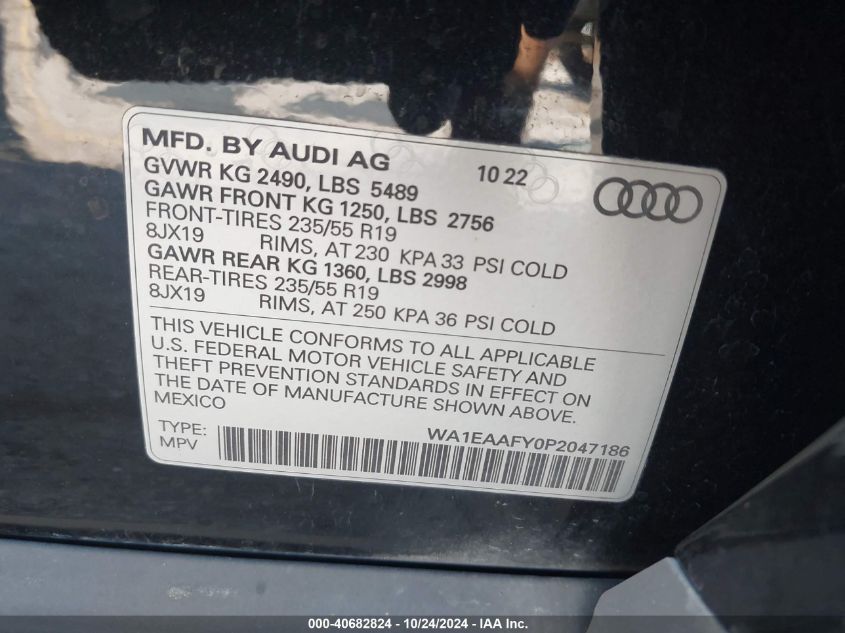 MFD. BY AUDI AG 10 22
GVWR KG 2490, LBS 5489
GAWR FRONT KG 1250, LBS 2756
FRONT-TIRES 235/55 R19
8JX19 RIMS, AT 230 KPA 33 PSI COLD
GAWR REAR KG 1360, LBS 2998
REAR-TIRES 235/55 R19
8JX19 RIMS, AT 250 KPA 36 PSI COLD
THIS VEHICLE CONFORMS TO ALL APPLICABLE
U.S. FEDERAL MOTOR VEHICLE SAFETY AND
THEFT PREVENTION STANDARDS IN EFFECT ON
THE DATE OF MANUFACTURE SHOWN ABOVE.
MEXICO
TYPE: WA1EAAFY0P2047186
MPV
000-40682824 - 10/24/2024 - IAA Inc.